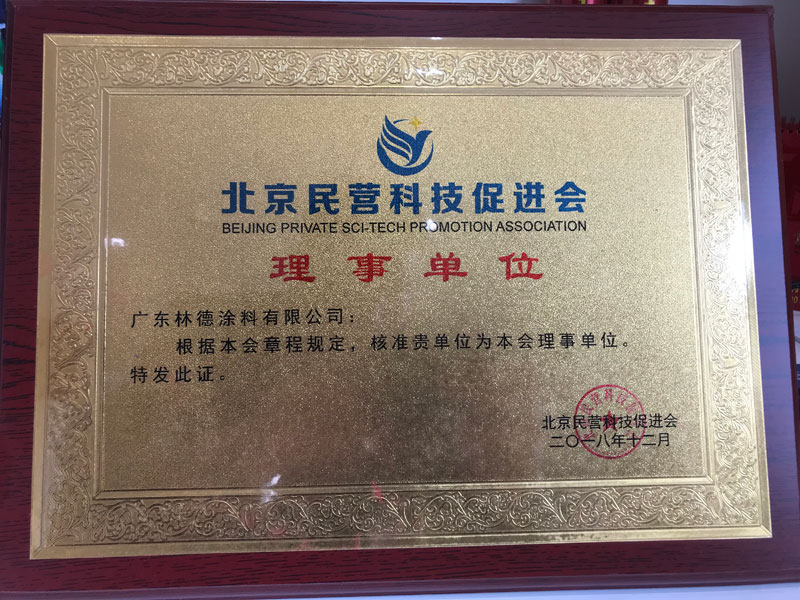 北京民营科技促进会
BEIJING PRIVATE SCI-TECH PROMOTION ASSOCIATION
理事单位
广东林德涂料有限公司：
根据本会章程规定，核准贵单位为本会理事单位。
特发此证。
北京民营科技促进会
二〇一八年十二月